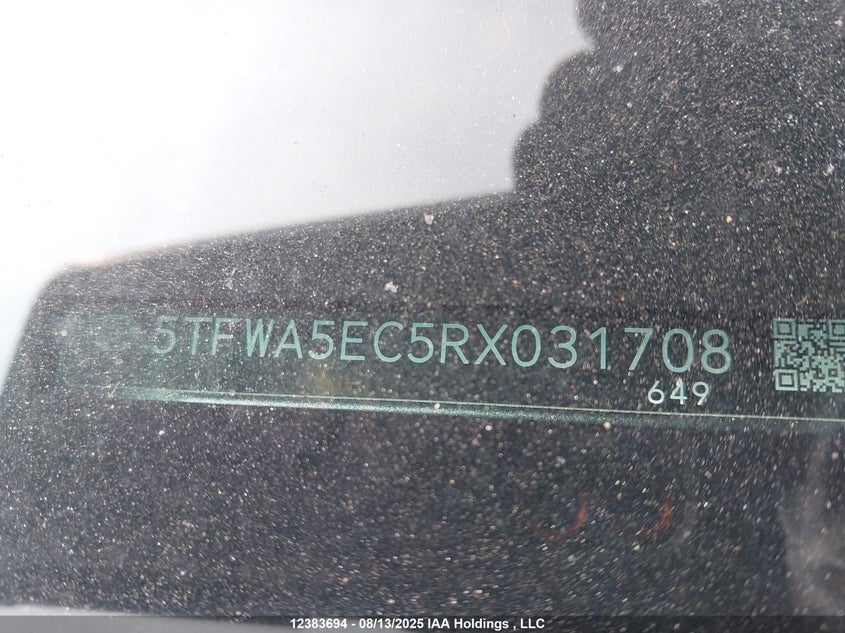 5TFWA5EC5RX031708
649
12383694 - 08/13/2025 IAA Holdings , LLC